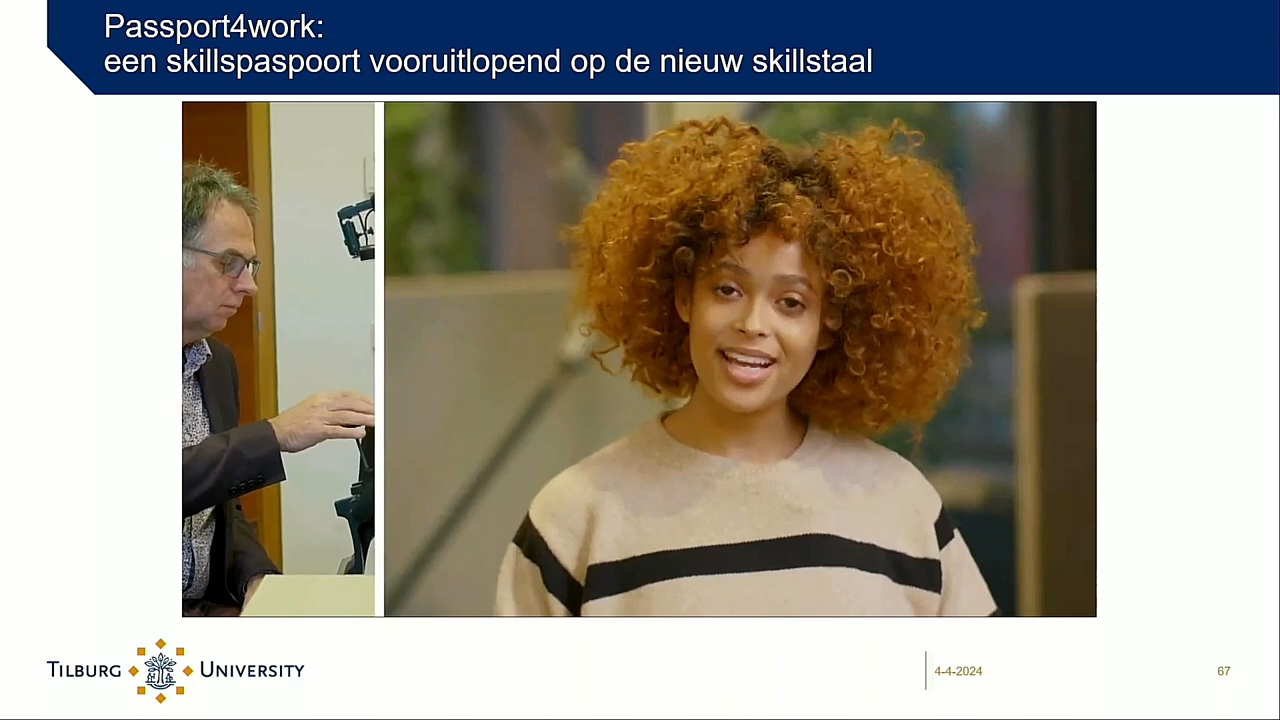 Passport4work:
een skillspaspoort vooruitlopend op de nieuw skillstaal
TILBURG UNIVERSITY
4-4-2024
67